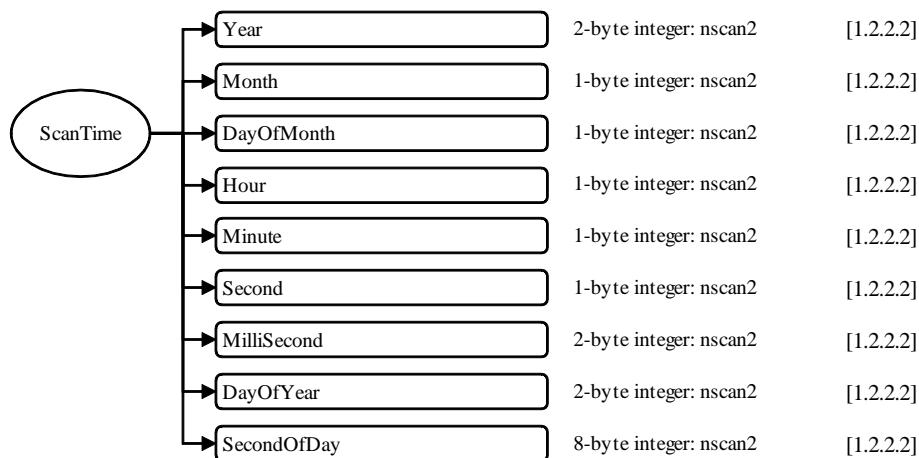 Year 2-byte integer: nscan2 [1.2.2.2]
Month 1-byte integer: nscan2 [1.2.2.2]
ScanTime DayOfMonth 1-byte integer: nscan2 [1.2.2.2]
Hour 1-byte integer: nscan2 [1.2.2.2]
Minute 1-byte integer: nscan2 [1.2.2.2]
Second 1-byte integer: nscan2 [1.2.2.2]
MilliSecond 2-byte integer: nscan2 [1.2.2.2]
DayOfYear 2-byte integer: nscan2 [1.2.2.2]
SecondOfDay 8-byte integer: nscan2 [1.2.2.2]